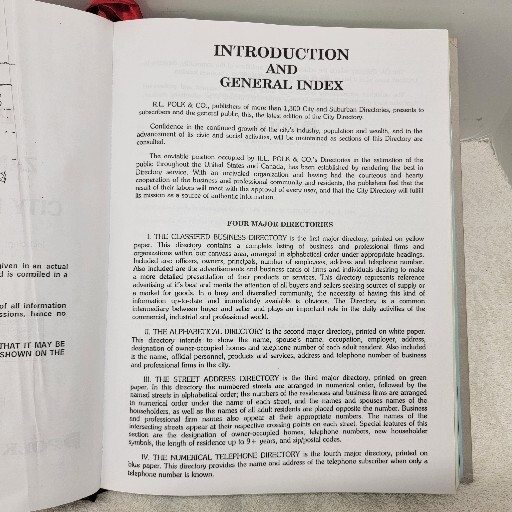 INTRODUCTION
AND
GENERAL INDEX
R.L. POLK & CO., publishers of more than 1,300 City and Suburban Directories, presents to
subscribers and the general public, this, the latest edition of the City Directory.
Confidence in the continued growth of the city's industry, population and wealth, and in the
advancement of its civic and social activities, will be maintained as sections of this Directory are
consulted.
The enviable position occupied by R.L. POLK & CO.'s Directories in the estimation of the
public throughout the United States and Canada, has been established by rendering the best in
Directory service. With an unrivaled organization and having had the courteous and hearty
cooperation of the business and professional community and residents, the publishers feel that the
result of their labors will meet with the approval of every user, and that the City Directory will fulfill
its mission as a source of authentic information.
FOUR MAJOR DIRECTORIES
I. THE CLASSIFIED BUSINESS DIRECTORY is the first major directory, printed on yellow
paper. This directory contains a complete listing of business and professional firms and
organizations within our canvass area, arranged in alphabetical order under appropriate headings.
Included are: offices, owners, principals, number of employees, address and telephone number.
Also included are the advertisements and business cards of firms and individuals desiring to make
a more detailed presentation of their products or services. This directory represents reference
advertising at it's best and merits the attention of all buyers and sellers seeking sources of supply or
a market for goods. In a busy and diversified community, the necessity of having this kind of
information up-to-date and immediately available is obvious. The Directory is a common
intermediary between buyer and seller and plays an important role in the daily activities of the
commercial, industrial and professional world.
II. THE ALPHABETICAL DIRECTORY is the second major directory, printed on white paper.
This directory intends to show the name, spouse's name, occupation, employer, address,
designation of owner-occupied homes and telephone number of each adult resident. Also included
is the name, official personnel, products and services, address and telephone number of business
and professional firms in the city.
III. THE STREET ADDRESS DIRECTORY is the third major directory, printed on green
paper. In this directory the numbered streets are arranged in numerical order, followed by the
named streets in alphabetical order; the numbers of the residences and business firms are arranged
in numerical order under the name of each street, and the names and spouses names of the
householders, as well as the names of all adult residents are placed opposite the number. Business
and professional firm names also appear at their appropriate numbers. The names of the
intersecting streets appear at their respective crossing points on each street. Special features of this
section are the designation of owner-occupied homes, telephone numbers, new householder
symbols, the length of residence up to 9+ years, and zip/postal codes.
IV. THE NUMERICAL TELEPHONE DIRECTORY is the fourth major directory, printed on
blue paper. This directory provides the name and address of the telephone subscriber when only a
telephone number is known.
given in an actual
d is compiled in a
of all information
ssions, hence no
THAT IT MAY BE
SHOWN ON THE